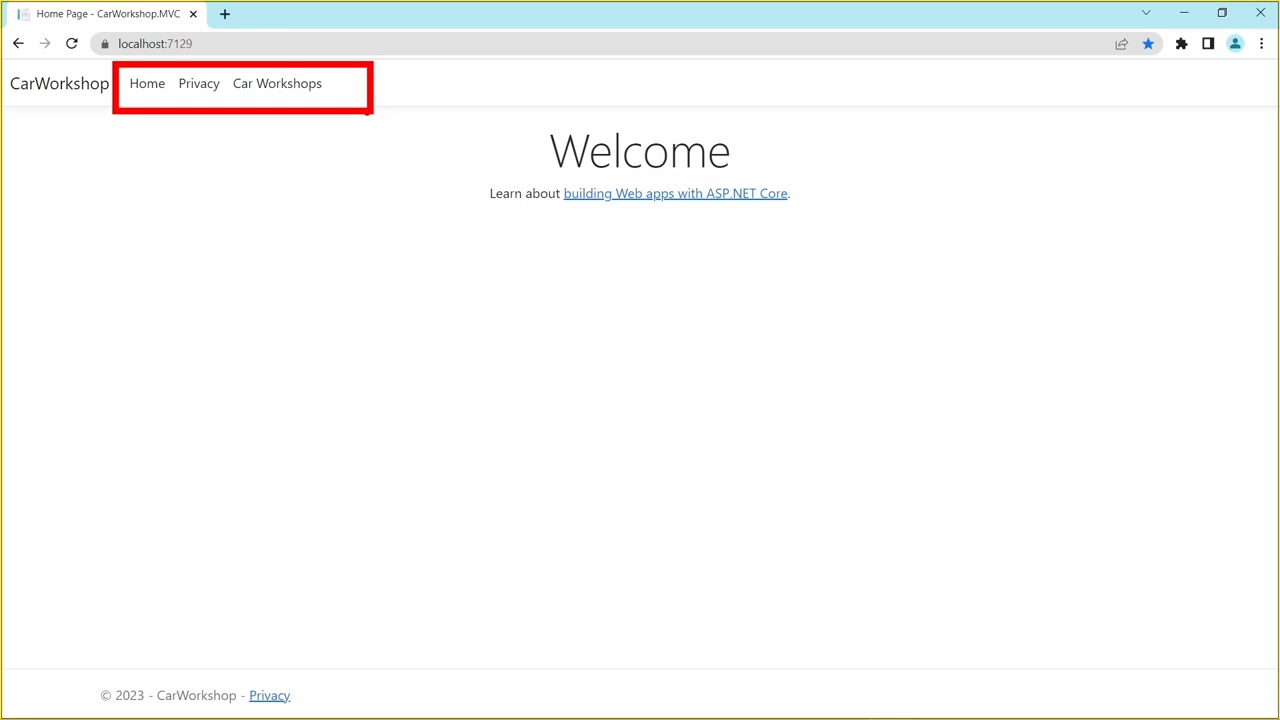 Home Page - CarWorkshop.MVC
localhost:7129
CarWorkshop Home Privacy Car Workshops
Welcome
Learn about building Web apps with ASP.NET Core.
© 2023 - CarWorkshop - Privacy